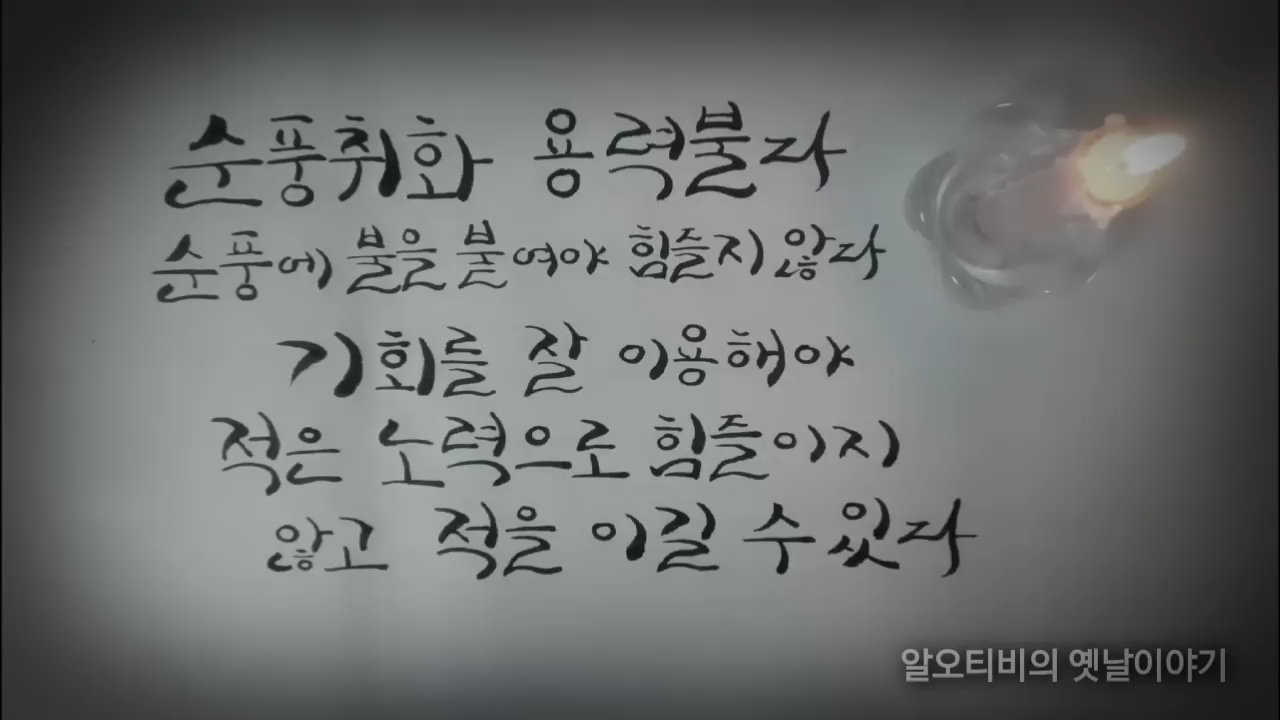 순풍취화 용력불다
순풍에 불을 불여야 힘들지 않다
기회를 잘 이용해야
적은 노력으로 힘들이지
않고 적을 이길 수 있다
알오티비의 옛날이야기